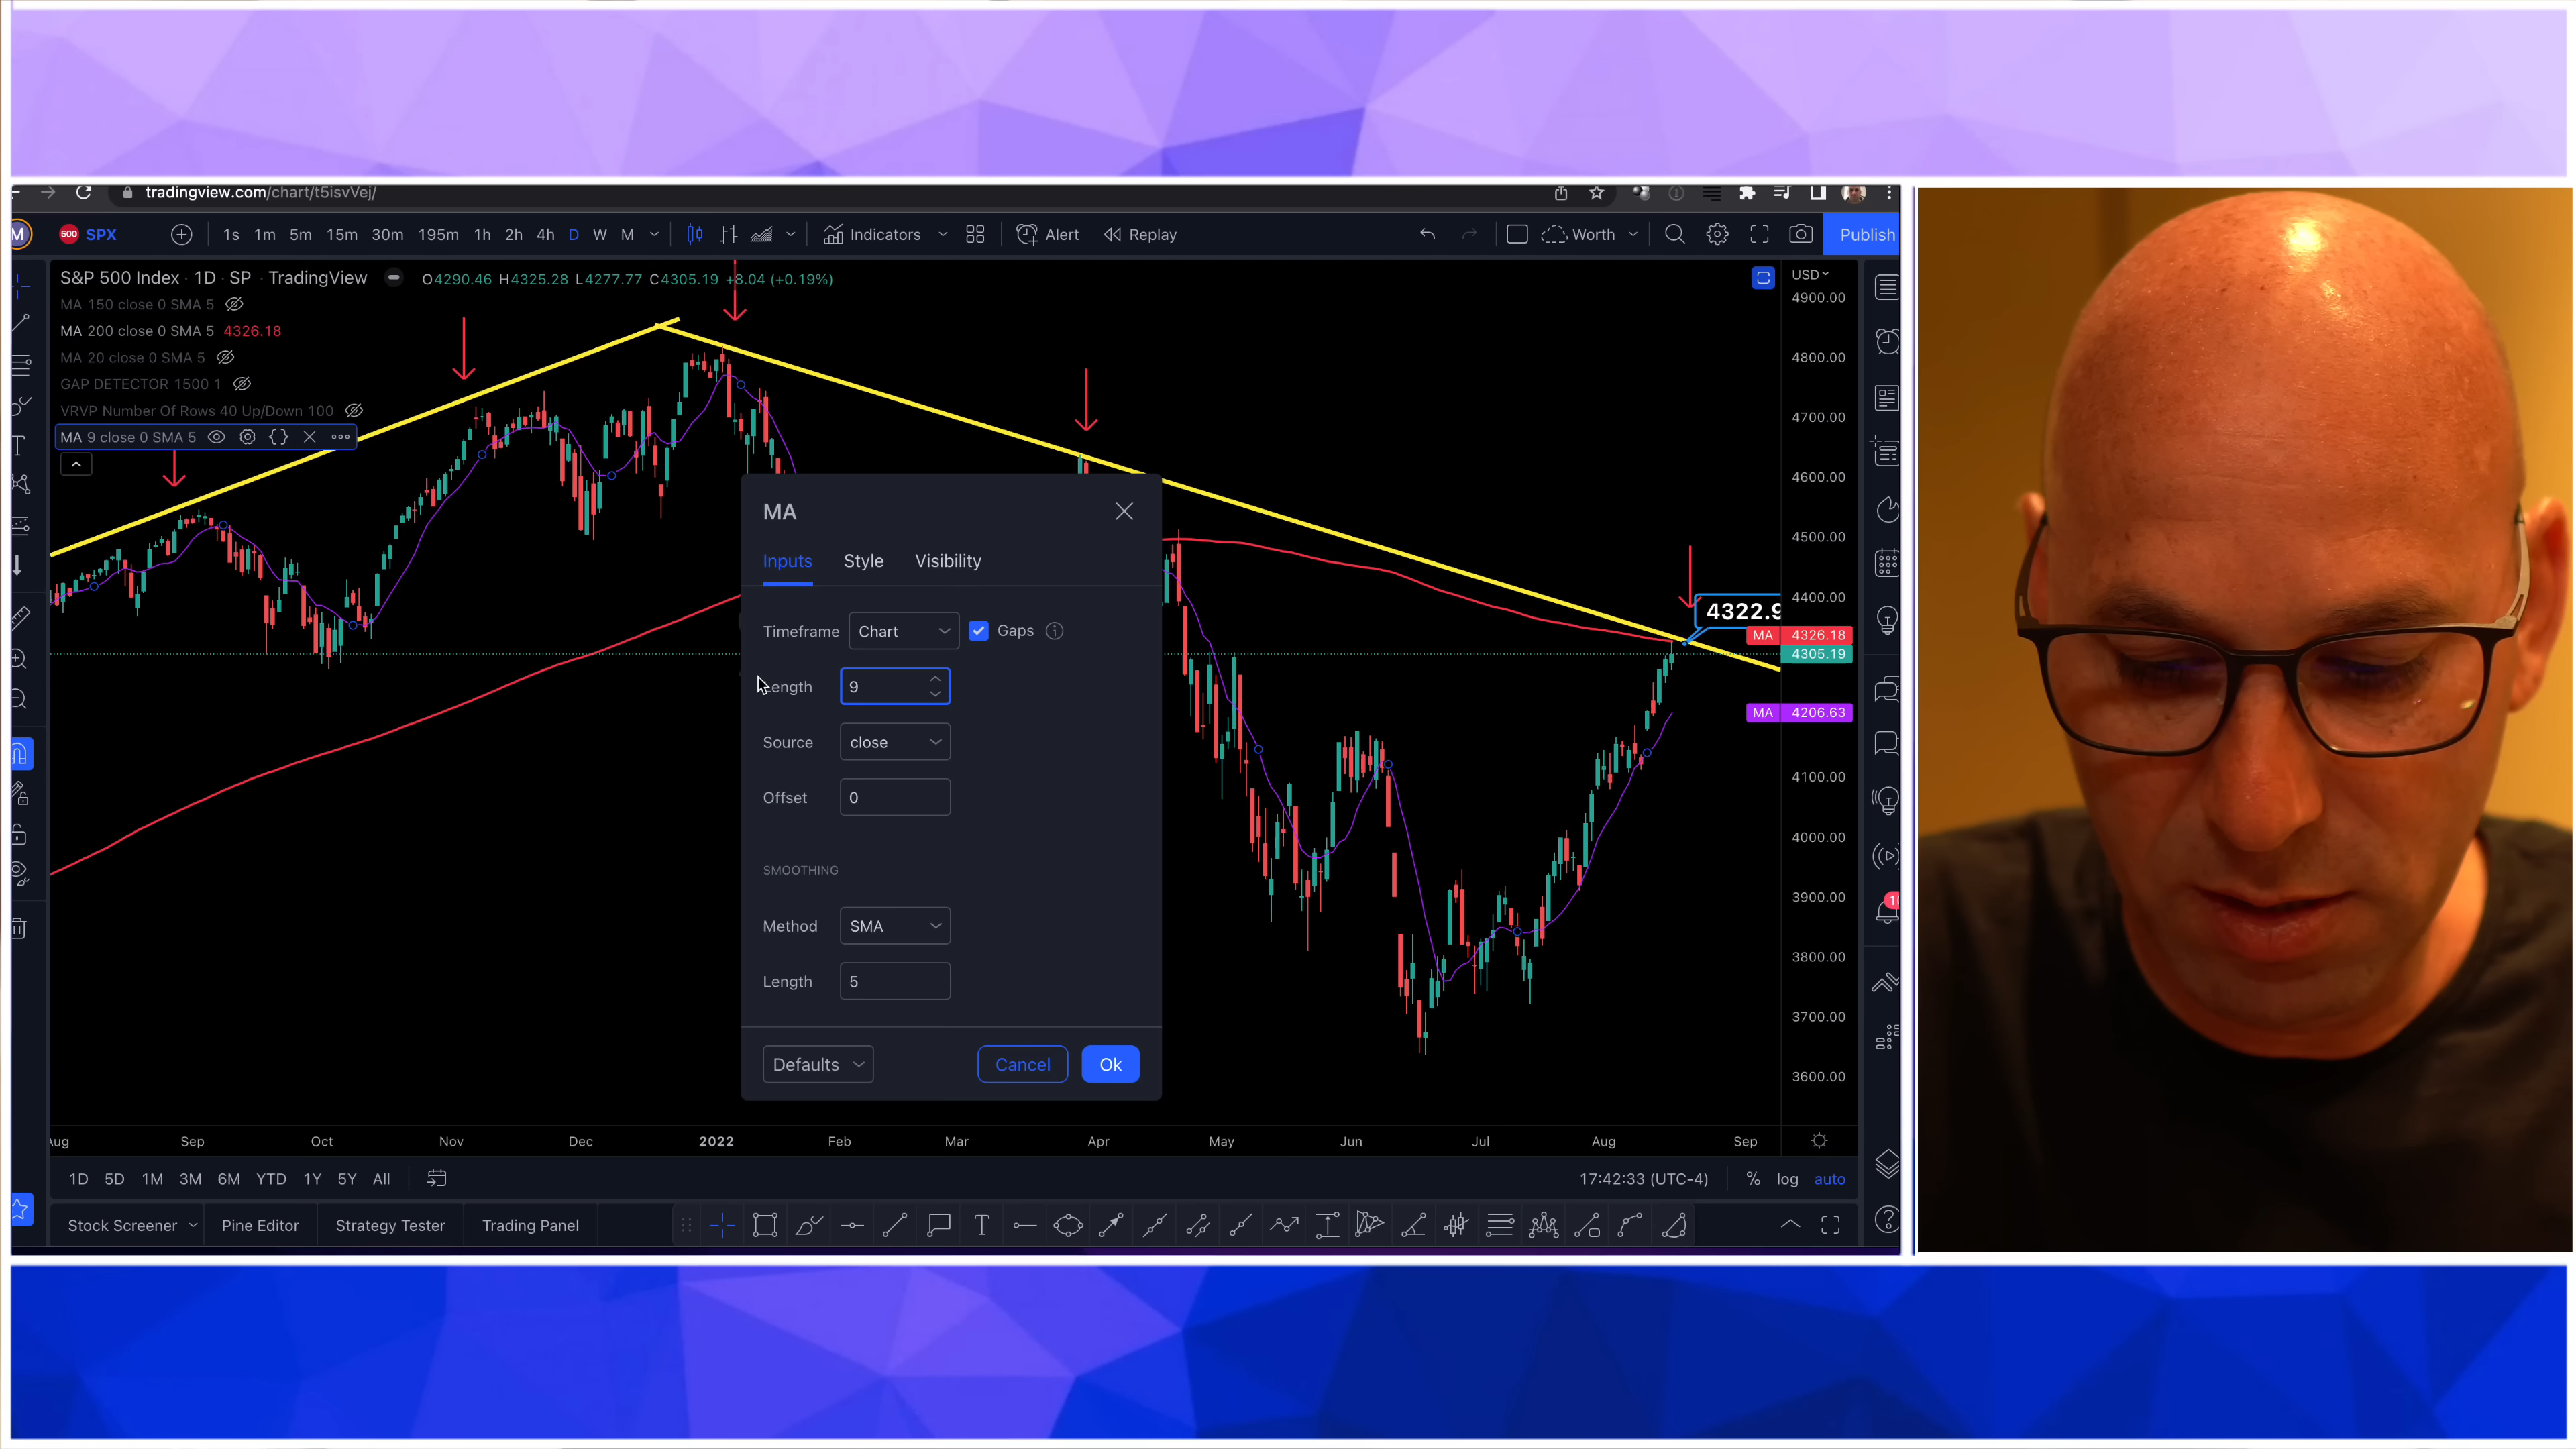 tradingview.com/chart/t5isvVej/
M 500 SPX 1s 1m 5m 15m 30m 195m 1h 2h 4h D W M Indicators Alert Replay Worth Publish
S&P 500 Index · 1D · SP · TradingView O4290.46 H4325.28 L4277.77 C4305.19 +8.04 (+0.19%)
USD
MA 150 close 0 SMA 5
MA 200 close 0 SMA 5 4326.18
MA 20 close 0 SMA 5
GAP DETECTOR 1500 1
VRVP Number Of Rows 40 Up/Down 100
MA 9 close 0 SMA 5
4900.00
4800.00
4700.00
4600.00
4500.00
4400.00
4322.9
MA 4326.18
4305.19
MA 4206.63
4100.00
4000.00
3900.00
3800.00
3700.00
3600.00
MA
Inputs Style Visibility
Timeframe Chart Gaps
Length 9
Source close
Offset 0
SMOOTHING
Method SMA
Length 5
Defaults Cancel Ok
Aug Sep Oct Nov Dec 2022 Feb Mar Apr May Jun Jul Aug Sep
1D 5D 1M 3M 6M YTD 1Y 5Y All 17:42:33 (UTC-4) % log auto
Stock Screener Pine Editor Strategy Tester Trading Panel